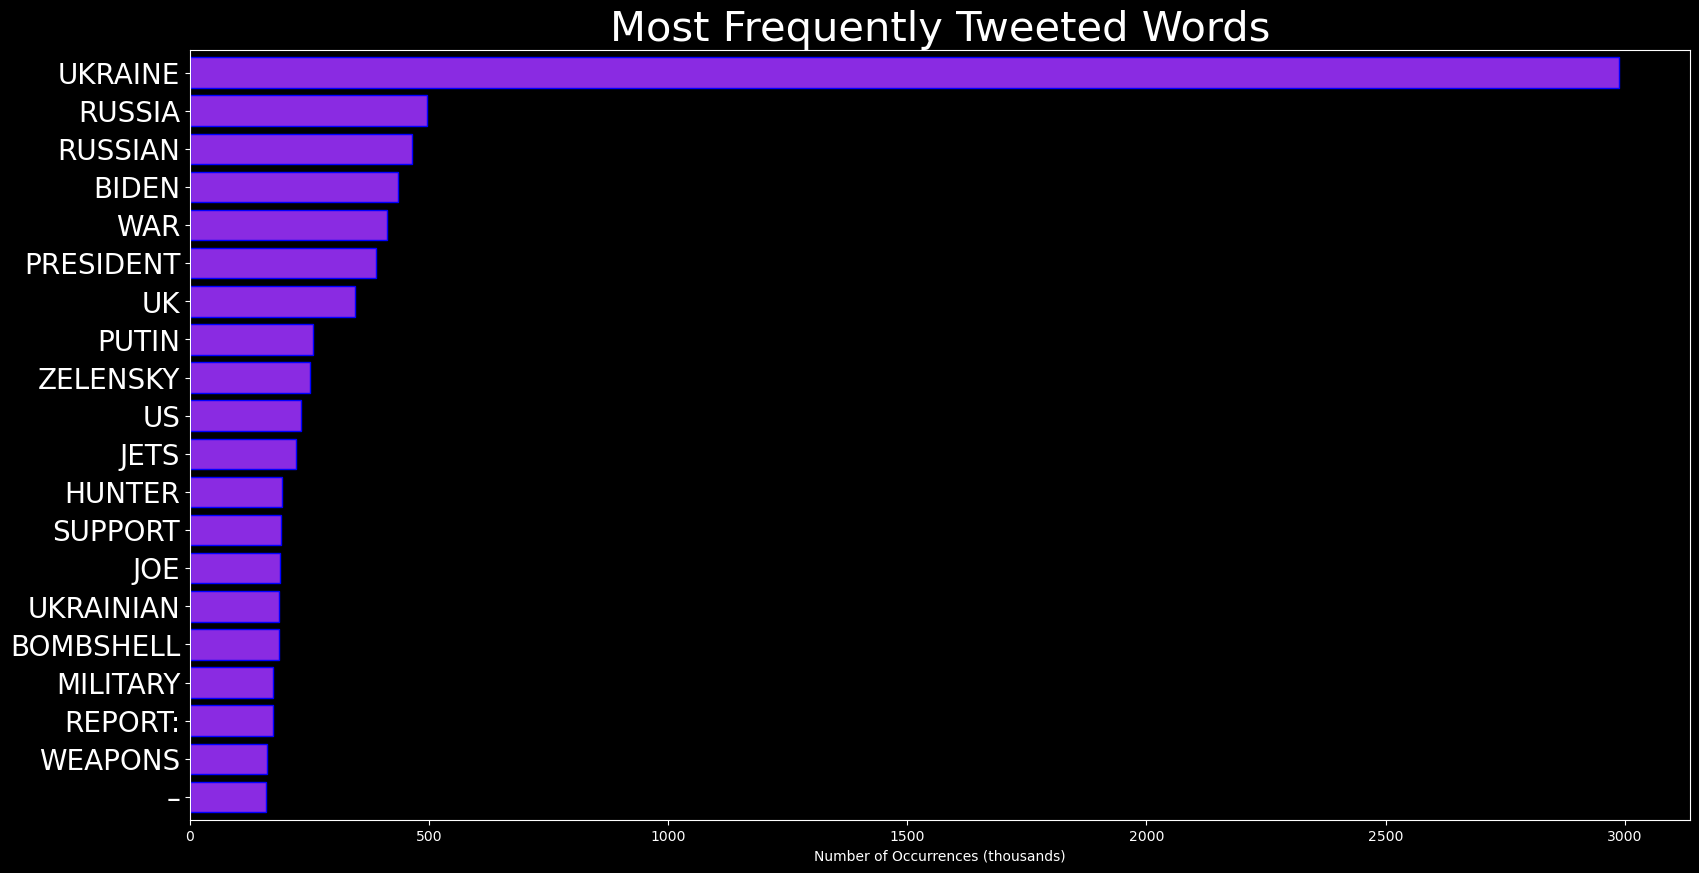 Most Frequently Tweeted Words
UKRAINE
RUSSIA
RUSSIAN
BIDEN
WAR
PRESIDENT
UK
PUTIN
ZELENSKY
US
JETS
HUNTER
SUPPORT
JOE
UKRAINIAN
BOMBSHELL
MILITARY
REPORT:
WEAPONS
–
0 500 1000 1500 2000 2500 3000
Number of Occurrences (thousands)